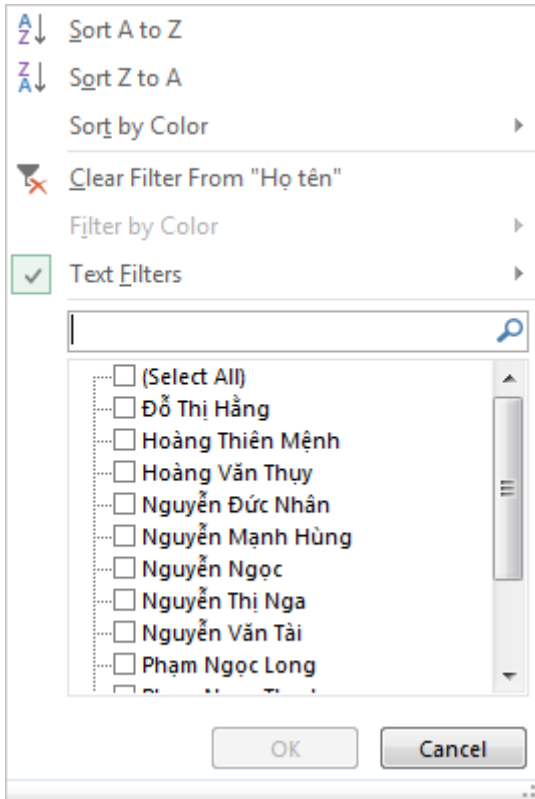 Sort A to Z
Sort Z to A
Sort by Color
Clear Filter From "Họ tên"
Filter by Color
Text Filters
(Select All)
Đỗ Thị Hằng
Hoàng Thiên Mệnh
Hoàng Văn Thụy
Nguyễn Đức Nhân
Nguyễn Mạnh Hùng
Nguyễn Ngọc
Nguyễn Thị Nga
Nguyễn Văn Tài
Phạm Ngọc Long
OK Cancel